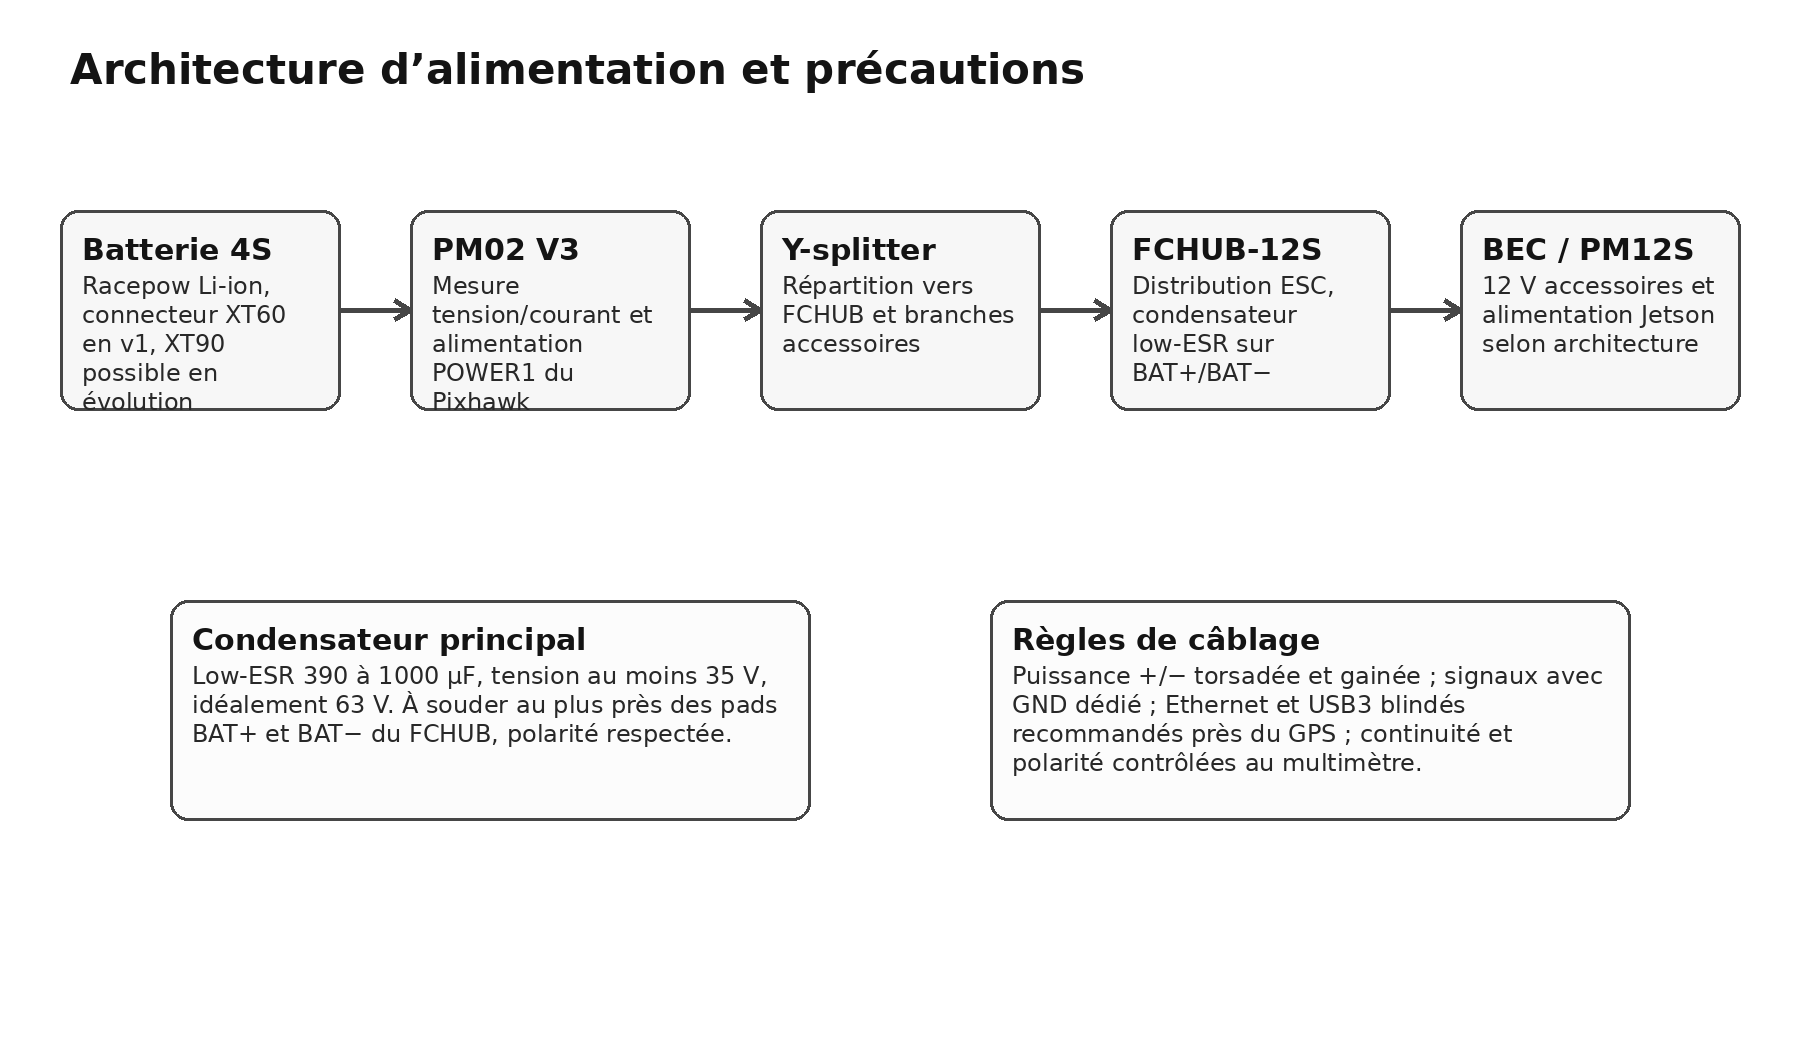 Architecture d’alimentation et précautions
Batterie 4S
Racepow Li-ion,
connecteur XT60
en v1, XT90
possible en
évolution
PM02 V3
Mesure
tension/courant et
alimentation
POWER1 du
Pixhawk
Y-splitter
Répartition vers
FCHUB et branches
accessoires
FCHUB-12S
Distribution ESC,
condensateur
low-ESR sur
BAT+/BAT−
BEC / PM12S
12 V accessoires et
alimentation Jetson
selon architecture
Condensateur principal
Low-ESR 390 à 1000 µF, tension au moins 35 V,
idéalement 63 V. À souder au plus près des pads
BAT+ et BAT− du FCHUB, polarité respectée.
Règles de câblage
Puissance +/− torsadée et gainée ; signaux avec
GND dédié ; Ethernet et USB3 blindés
recommandés près du GPS ; continuité et
polarité contrôlées au multimètre.